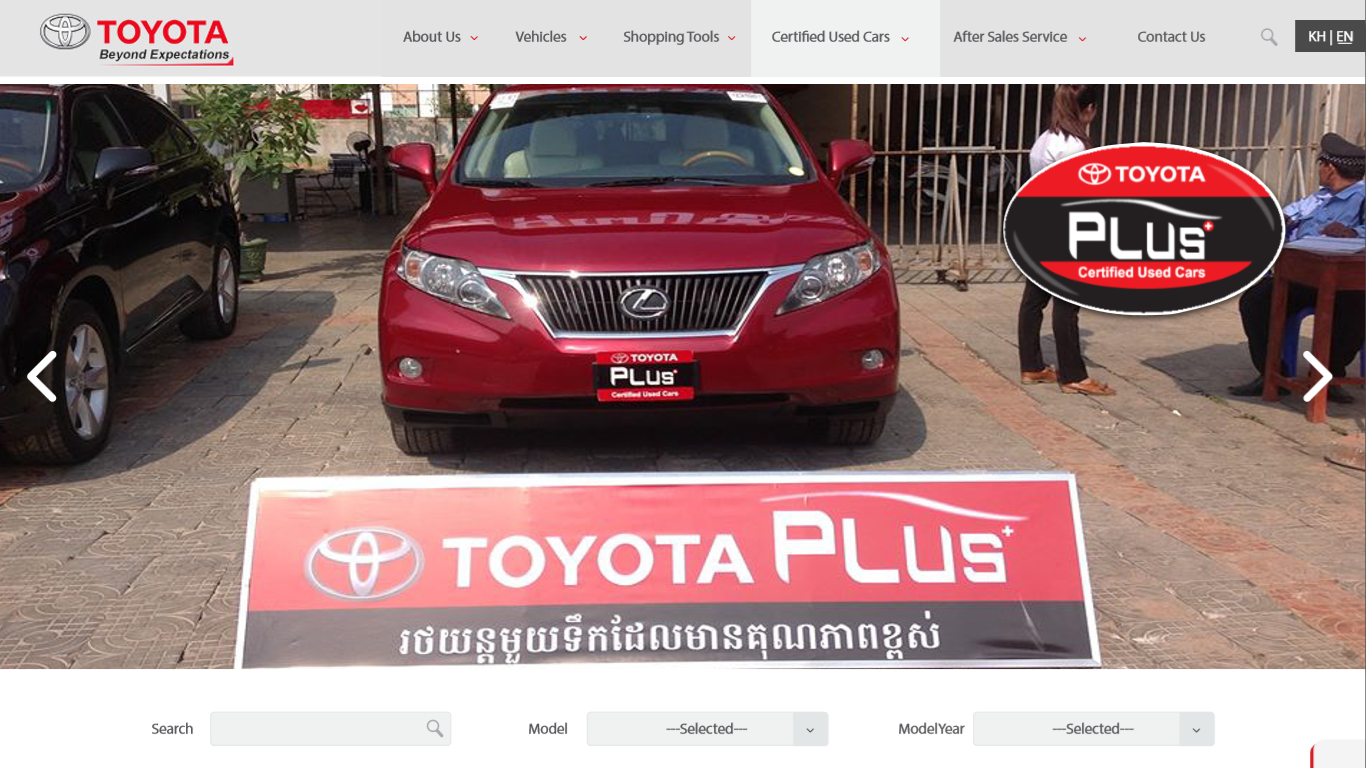 TOYOTA
Beyond Expectations
About Us
Vehicles
Shopping Tools
Certified Used Cars
After Sales Service
Contact Us
KH | EN
TOYOTA
PLUS+
Certified Used Cars
TOYOTA
PLUS+
Certified Used Cars
TOYOTA PLUS+
រថយន្តមួយទឹកដែលមានគុណភាពខ្ពស់
Search
Model
---Selected---
ModelYear
---Selected---